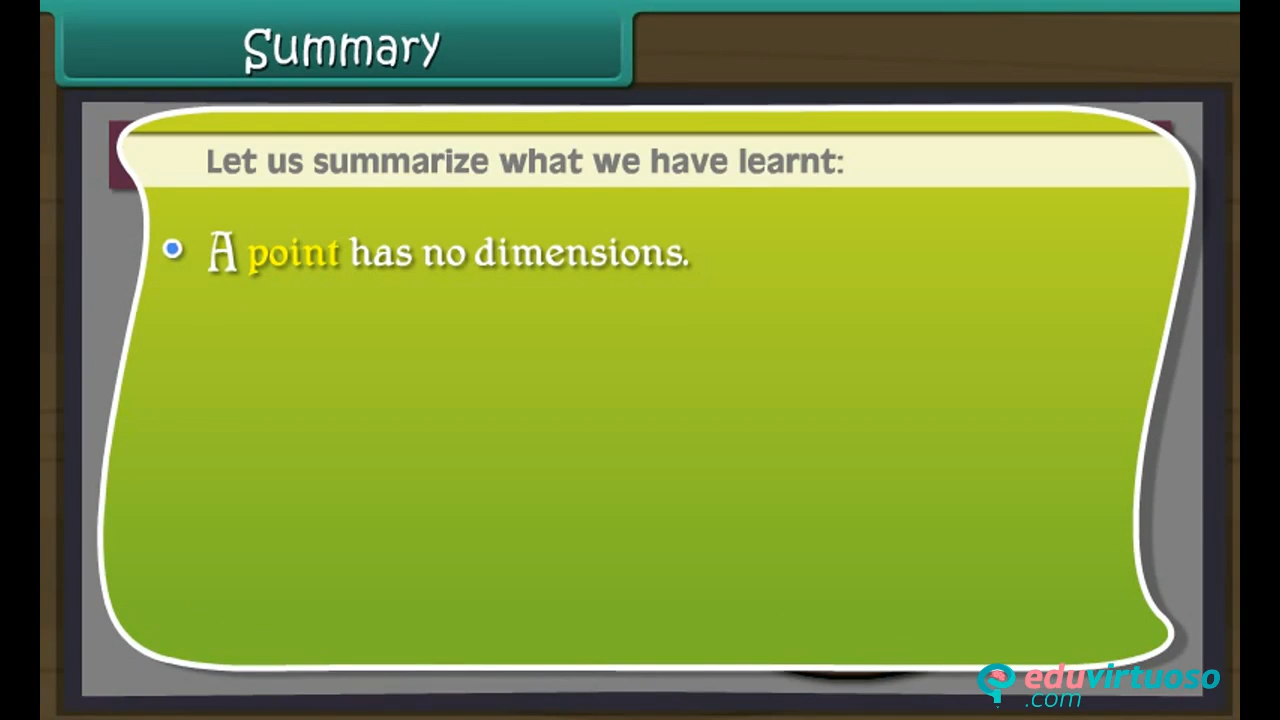 Summary
Let us summarize what we have learnt:
A point has no dimensions.
eduvirtuoso
.com